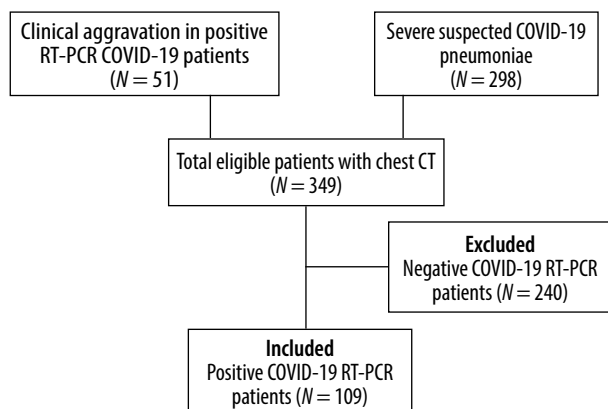 Clinical aggravation in positive
RT-PCR COVID-19 patients
(N = 51)
Severe suspected COVID-19
pneumoniae
(N = 298)
Total eligible patients with chest CT
(N = 349)
Excluded
Negative COVID-19 RT-PCR
patients (N = 240)
Included
Positive COVID-19 RT-PCR
patients (N = 109)